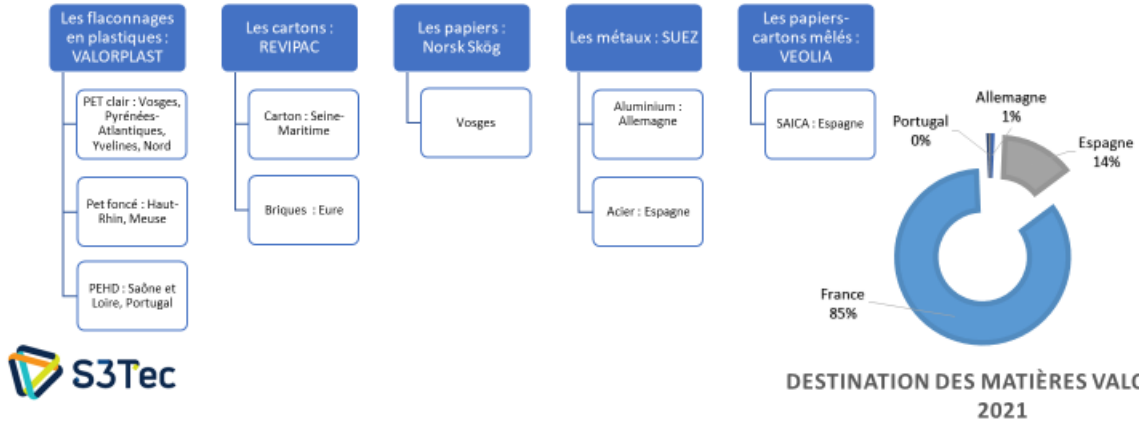 Les flaconnages
en plastiques :
VALORPLAST
PET clair : Vosges,
Pyrénées-
Atlantiques,
Yvelines, Nord
Pet foncé : Haut-
Rhin, Meuse
PEHD : Saône et
Loire, Portugal
Les cartons :
REVIPAC
Carton : Seine-
Maritime
Briques : Eure
Les papiers :
Norsk Skög
Vosges
Les métaux : SUEZ
Aluminium :
Allemagne
Acier : Espagne
Les papiers-
cartons mêlés :
VEOLIA
SAICA : Espagne
Allemagne
1%
Portugal
0%
Espagne
14%
France
85%
S3Tec
DESTINATION DES MATIÈRES VALO
2021